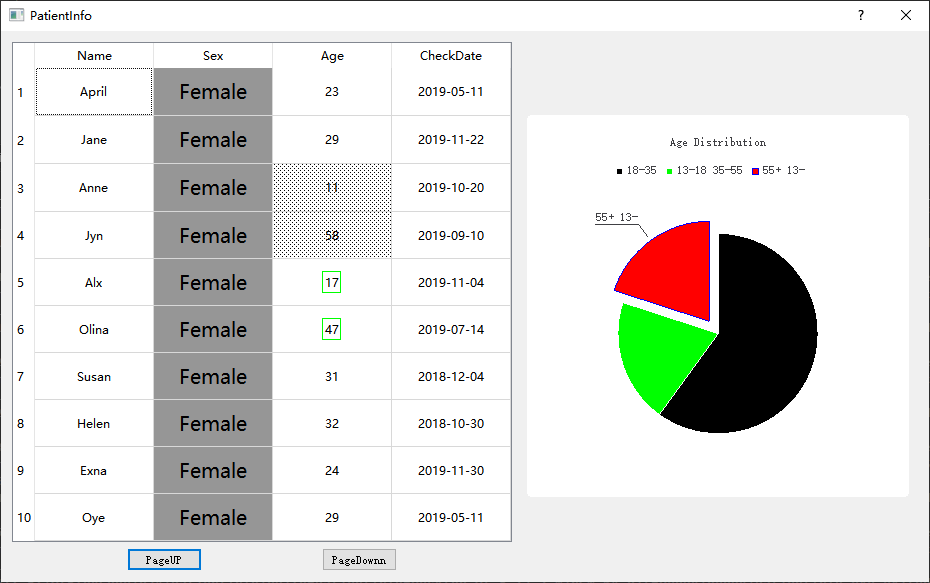 PatientInfo
Name Sex Age CheckDate
1 April Female 23 2019-05-11
2 Jane Female 29 2019-11-22
3 Anne Female 11 2019-10-20
4 Jyn Female 58 2019-09-10
5 Alx Female 17 2019-11-04
6 Olina Female 47 2019-07-14
7 Susan Female 31 2018-12-04
8 Helen Female 32 2018-10-30
9 Exna Female 24 2019-11-30
10 Oye Female 29 2019-05-11
PageUP PageDownn
Age Distribution
18-35 13-18 35-55 55+ 13-
55+ 13-